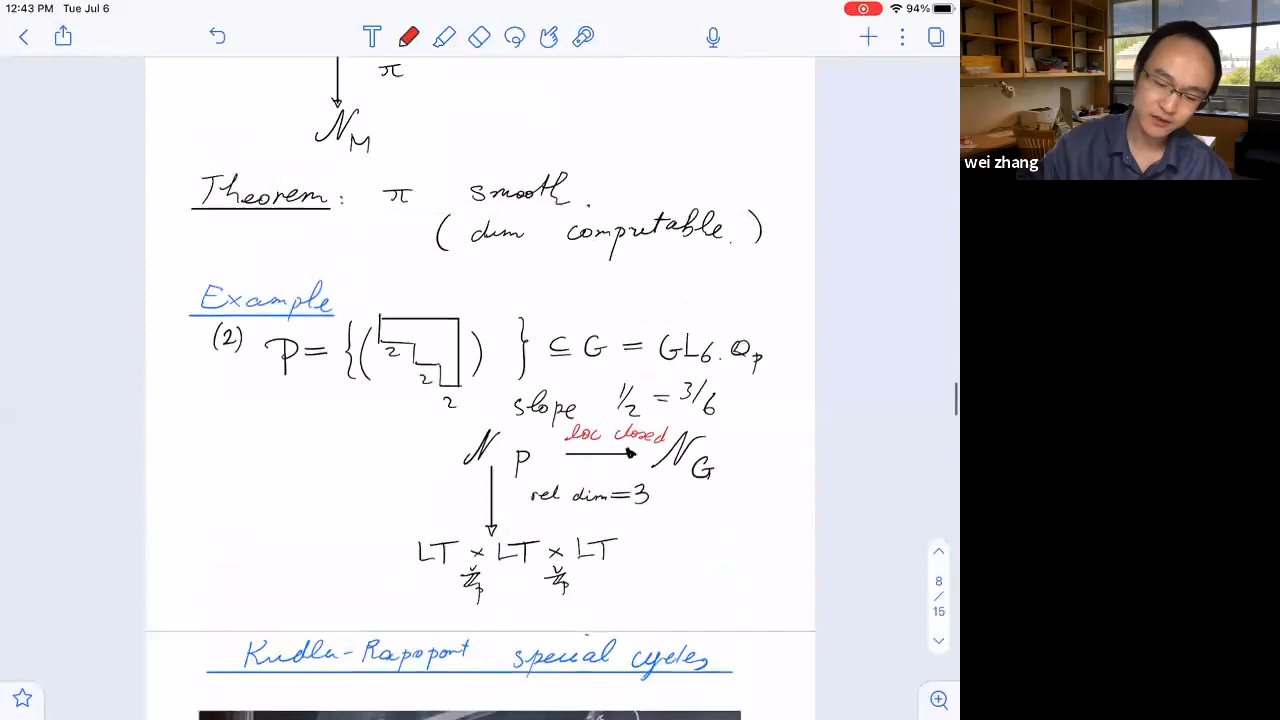 12:43 PM Tue Jul 6
94%
π
𝒩_M
Theorem: π smooth.
( dim computable. )
Example
(2) P = { ( 2 2 2 ) } ⊆ G = GL₆. ℚ_p
slope 1/2 = 3/6
𝒩_P loc closed → 𝒩_G
rel dim = 3
LT × LT × LT
ℤ̆_p ℤ̆_p
Kudla-Rapoport special cycles
8
/
15
wei zhang